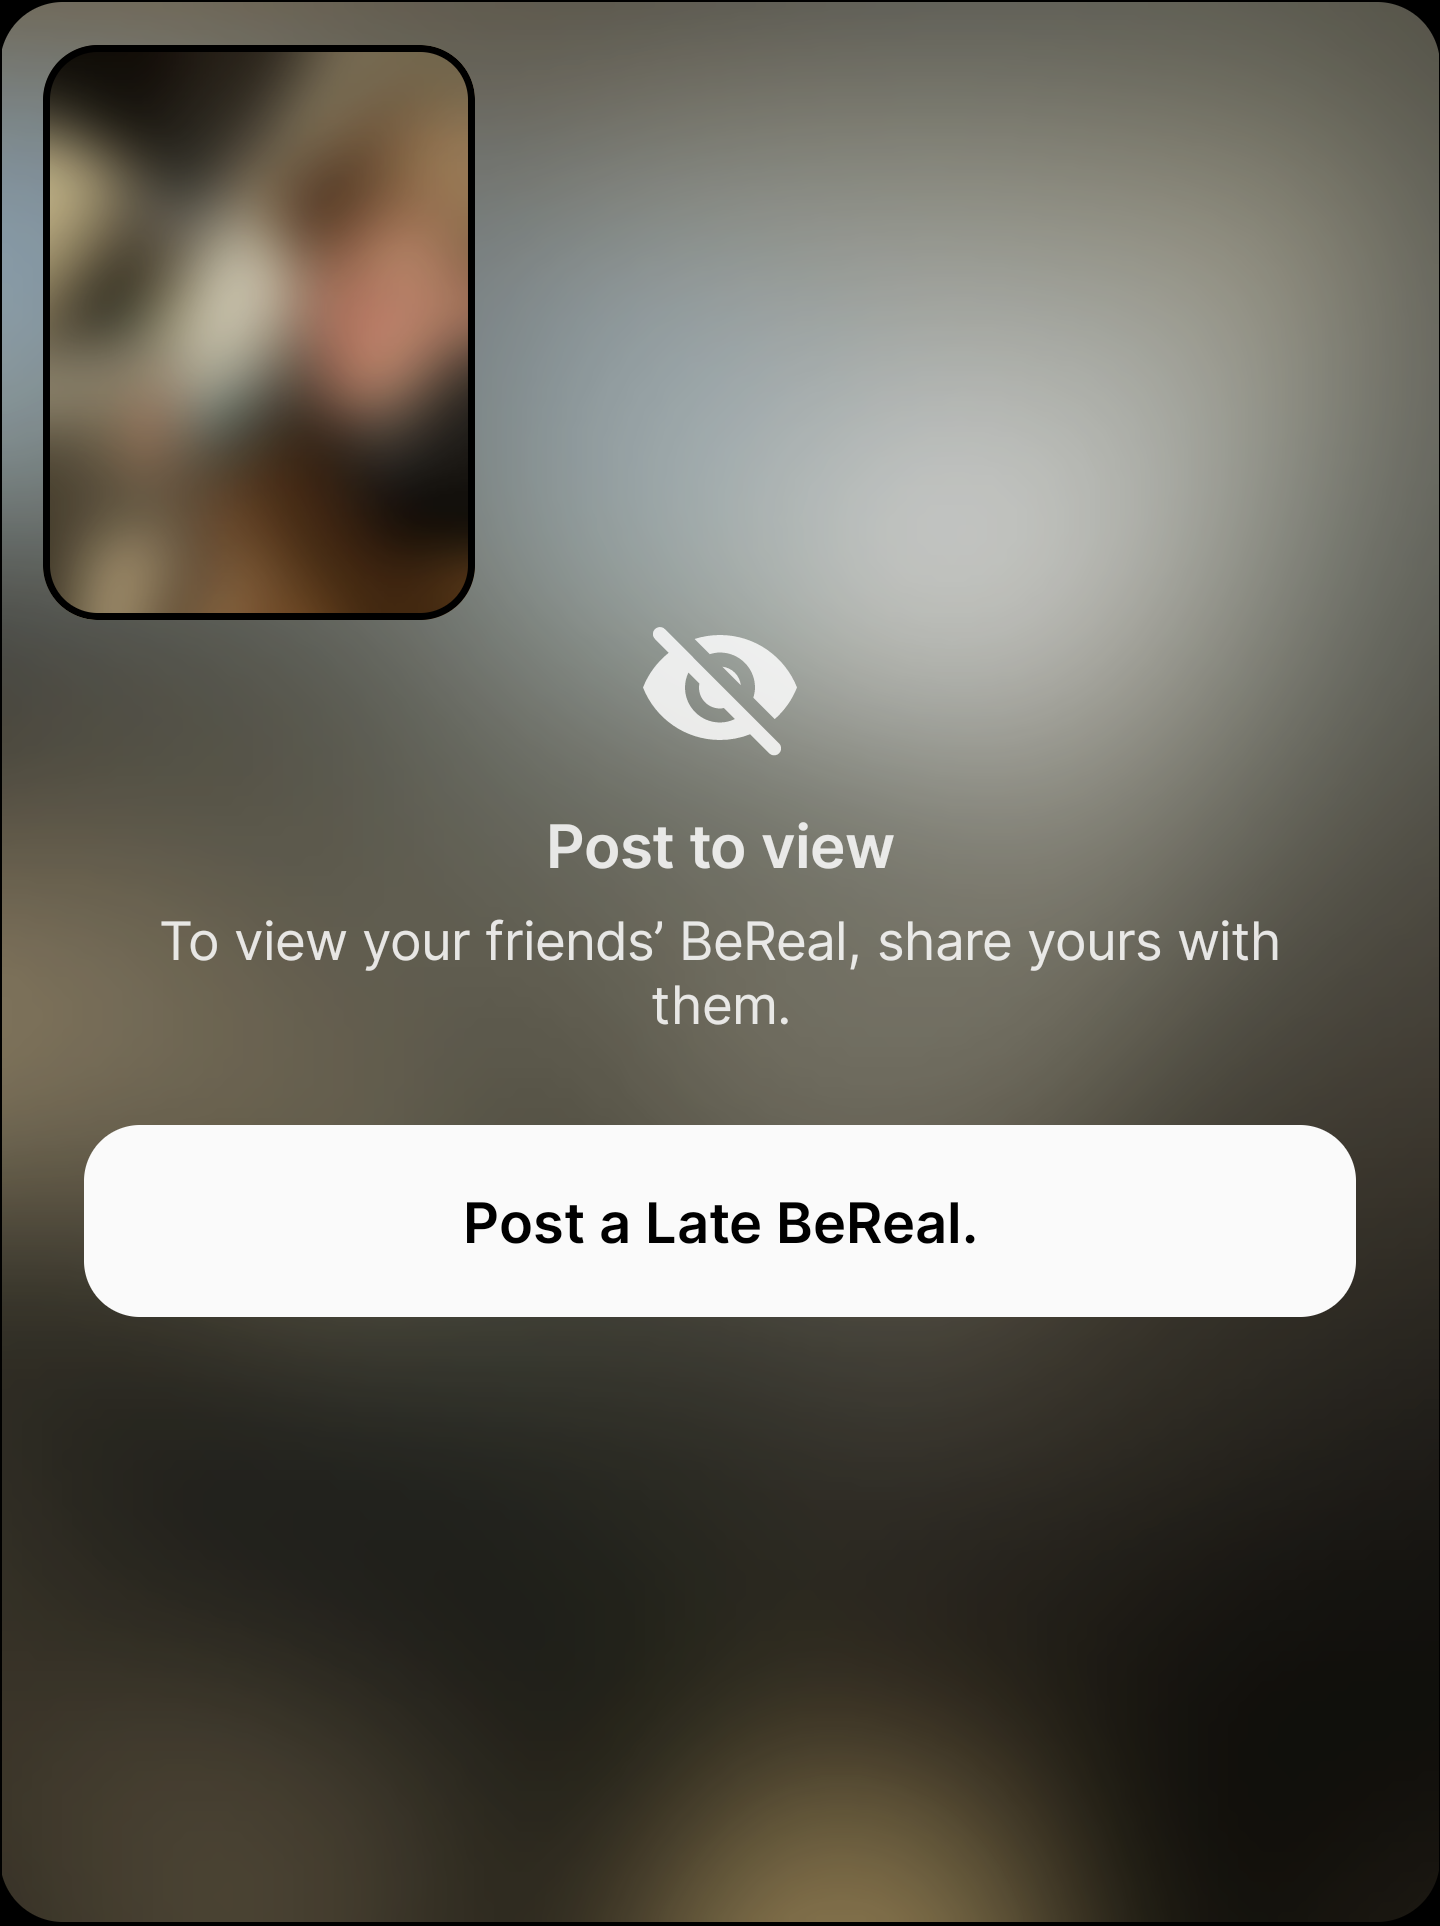 Post to view
To view your friends’ BeReal, share yours with
them.
Post a Late BeReal.